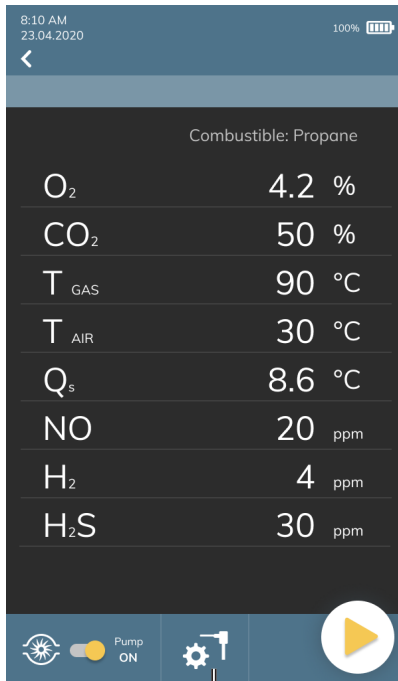 8:10 AM
100%
23.04.2020
Combustible: Propane
O₂ 4.2 %
CO₂ 50 %
T GAS 90 °C
T AIR 30 °C
Qs 8.6 °C
NO 20 ppm
H₂ 4 ppm
H₂S 30 ppm
Pump
ON